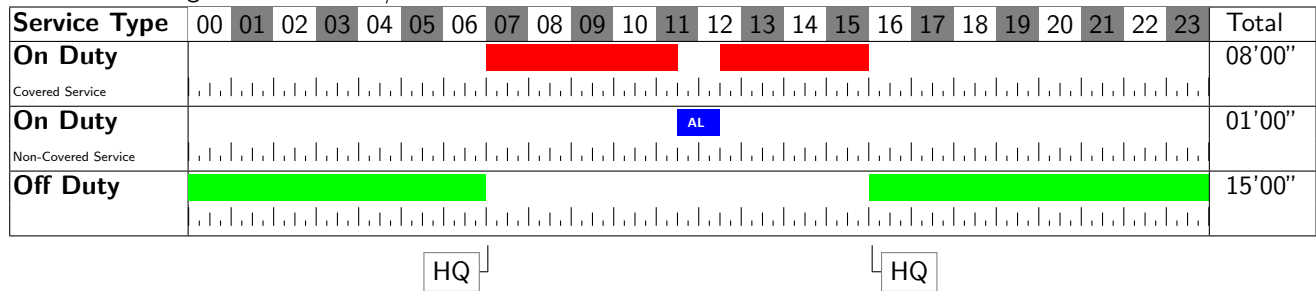 Service Type 00 01 02 03 04 05 06 07 08 09 10 11 12 13 14 15 16 17 18 19 20 21 22 23 Total
On Duty 08'00"
Covered Service
On Duty AL 01'00"
Non-Covered Service
Off Duty 15'00"
HQ HQ